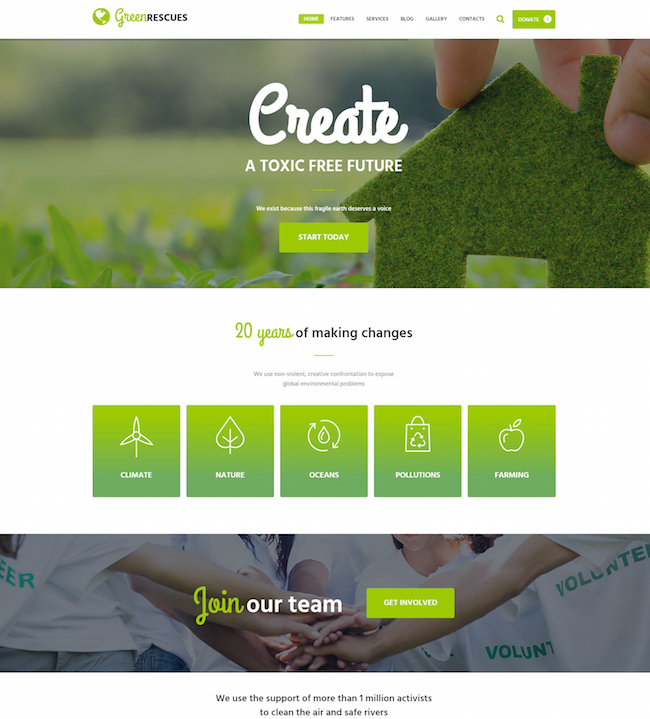 GreenRESCUES
HOME FEATURES SERVICES BLOG GALLERY CONTACTS DONATE
Create
A TOXIC FREE FUTURE
We exist because this fragile earth deserves a voice
START TODAY
20 years of making changes
We use non-violent, creative confrontation to expose
global environmental problems
CLIMATE NATURE OCEANS POLLUTIONS FARMING
EER
VOLUNTEE
Join our team
GET INVOLVED
VOLUNT
We use the support of more than 1 million activists
to clean the air and safe rivers